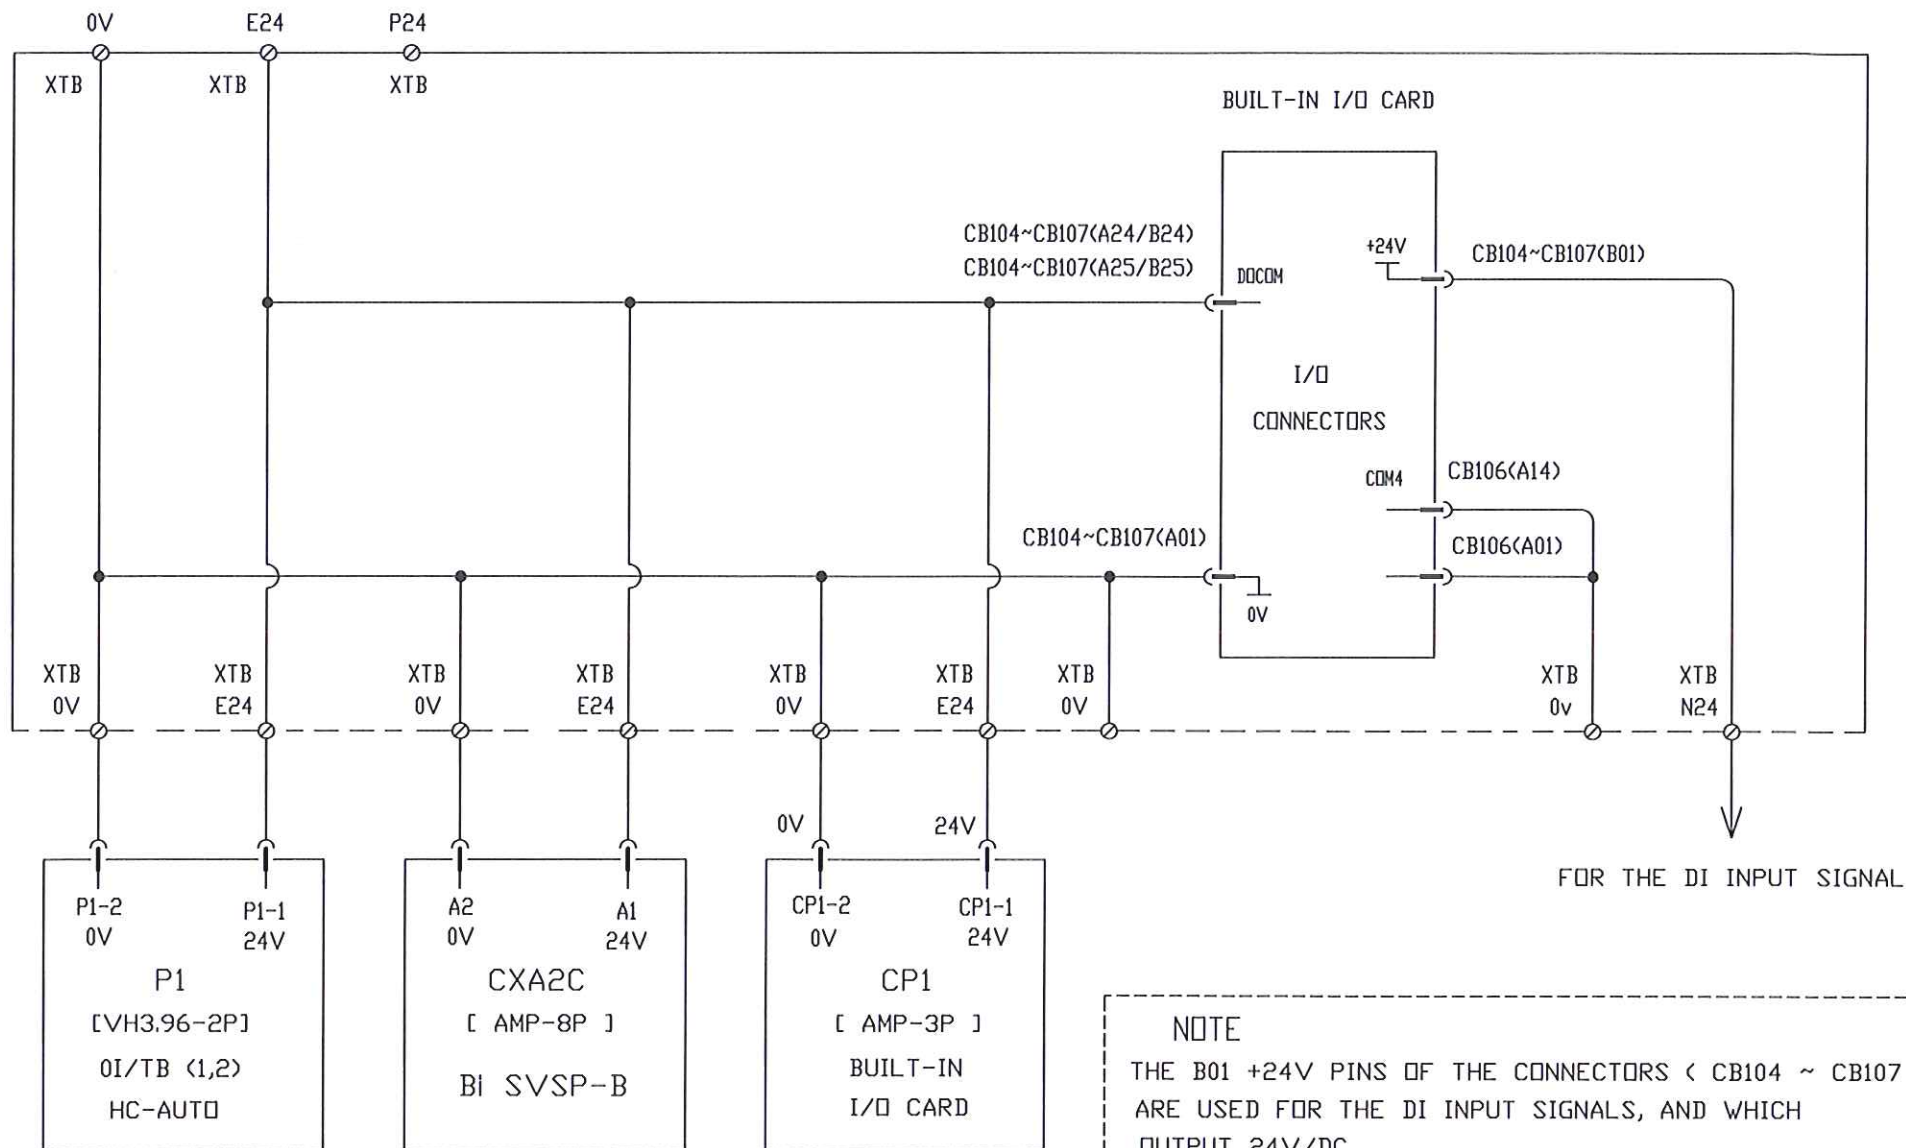 0V
E24
P24
XTB
XTB
XTB
BUILT-IN I/O CARD
CB104~CB107(A24/B24)
CB104~CB107(A25/B25)
DOCOM
+24V
CB104~CB107(B01)
I/O
CONNECTORS
COM4
CB106(A14)
CB104~CB107(A01)
CB106(A01)
0V
XTB
0V
XTB
E24
XTB
0V
XTB
E24
XTB
0V
XTB
E24
XTB
0V
XTB
0v
XTB
N24
0V
24V
FOR THE DI INPUT SIGNAL
P1-2
0V
P1-1
24V
P1
[VH3.96-2P]
OI/TB (1,2)
HC-AUTO
A2
0V
A1
24V
CXA2C
[ AMP-8P ]
Bi SVSP-B
CP1-2
0V
CP1-1
24V
CP1
[ AMP-3P ]
BUILT-IN
I/O CARD
NOTE
THE B01 +24V PINS OF THE CONNECTORS ( CB104 ~ CB107
ARE USED FOR THE DI INPUT SIGNALS, AND WHICH
OUTPUT 24V/DC